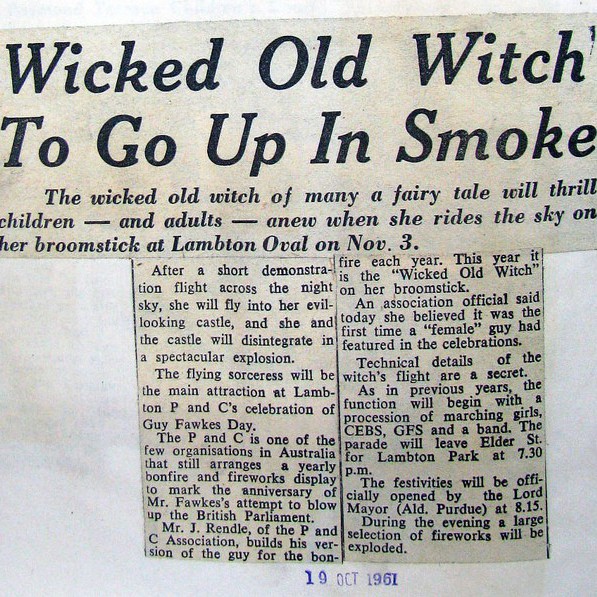 Wicked Old Witch
To Go Up In Smoke
The wicked old witch of many a fairy tale will thrill
children — and adults — anew when she rides the sky on
her broomstick at Lambton Oval on Nov. 3.
After a short demonstra-
tion flight across the night
sky, she will fly into her evil-
looking castle, and she and
the castle will disintegrate in
a spectacular explosion.
The flying sorceress will be
the main attraction at Lamb-
ton P and C's celebration of
Guy Fawkes Day.
The P and C is one of the
few organisations in Australia
that still arranges a yearly
bonfire and fireworks display
to mark the anniversary of
Mr. Fawkes's attempt to blow
up the British Parliament.
Mr. J. Rendle, of the P and
C Association, builds his ver-
sion of the guy for the bon-
fire each year. This year it
is the "Wicked Old Witch"
on her broomstick.
An association official said
today she believed it was the
first time a "female" guy had
featured in the celebrations.
Technical details of the
witch's flight are a secret.
As in previous years, the
function will begin with a
procession of marching girls,
CEBS, GFS and a band. The
parade will leave Elder St.
for Lambton Park at 7.30
p.m.
The festivities will be offi-
cially opened by the Lord
Mayor (Ald. Purdue) at 8.15.
During the evening a large
selection of fireworks will be
exploded.
19 OCT 1961